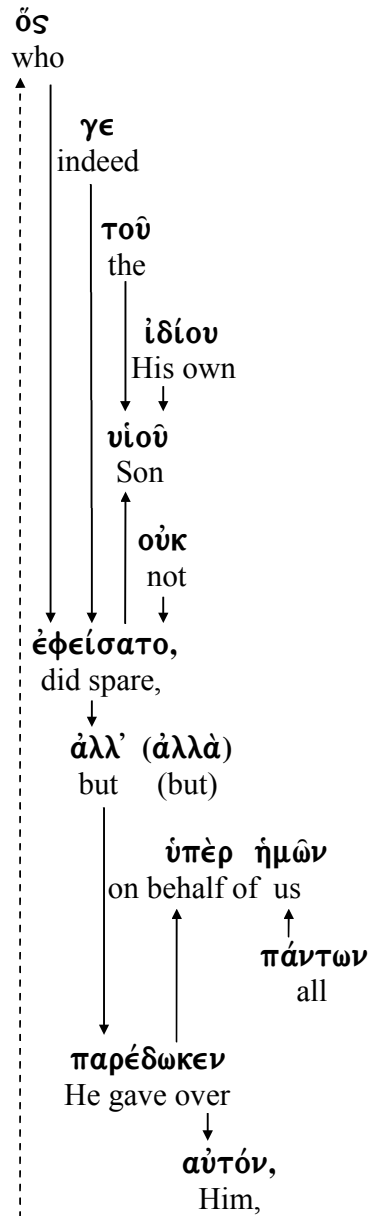 ὅς
who
γε
indeed
τοῦ
the
ἰδίου
His own
υἱοῦ
Son
οὐκ
not
ἐφείσατο,
did spare,
ἀλλ’ (ἀλλὰ)
but (but)
ὑπὲρ ἡμῶν
on behalf of us
πάντων
all
παρέδωκεν
He gave over
αὐτόν,
Him,